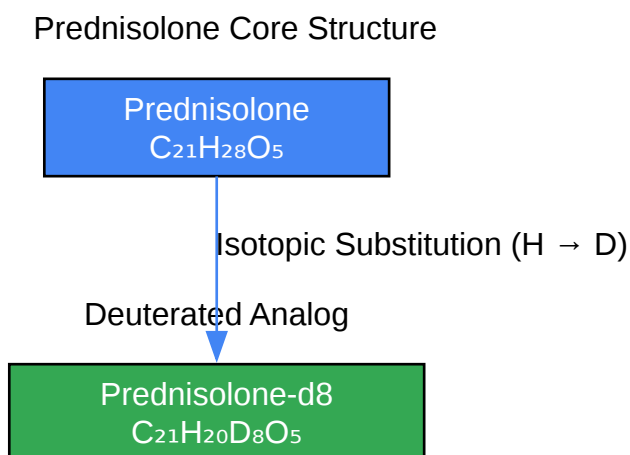 Prednisolone Core Structure
Prednisolone
C₂₁H₂₈O₅
Isotopic Substitution (H → D)
Deuterated Analog
Prednisolone-d8
C₂₁H₂₀D₈O₅